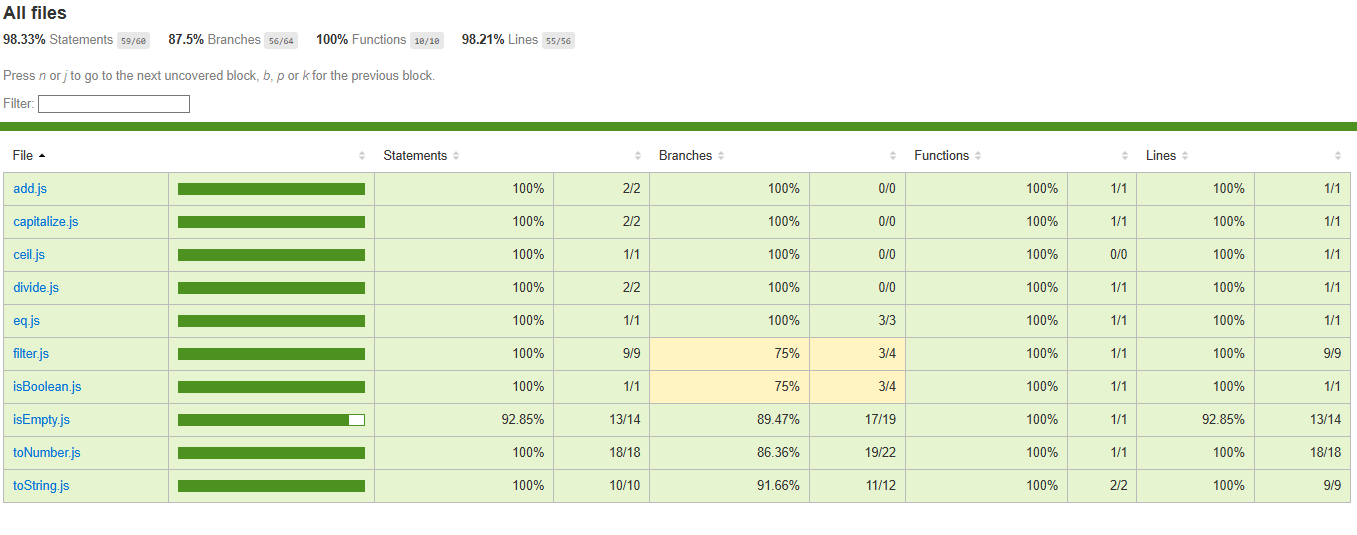 All files
98.33% Statements 59/60 87.5% Branches 56/64 100% Functions 10/10 98.21% Lines 55/56
Press n or j to go to the next uncovered block, b, p or k for the previous block.
Filter:
File Statements Branches Functions Lines
add.js 100% 2/2 100% 0/0 100% 1/1 100% 1/1
capitalize.js 100% 2/2 100% 0/0 100% 1/1 100% 1/1
ceil.js 100% 1/1 100% 0/0 100% 0/0 100% 1/1
divide.js 100% 2/2 100% 0/0 100% 1/1 100% 1/1
eq.js 100% 1/1 100% 3/3 100% 1/1 100% 1/1
filter.js 100% 9/9 75% 3/4 100% 1/1 100% 9/9
isBoolean.js 100% 1/1 75% 3/4 100% 1/1 100% 1/1
isEmpty.js 92.85% 13/14 89.47% 17/19 100% 1/1 92.85% 13/14
toNumber.js 100% 18/18 86.36% 19/22 100% 1/1 100% 18/18
toString.js 100% 10/10 91.66% 11/12 100% 2/2 100% 9/9